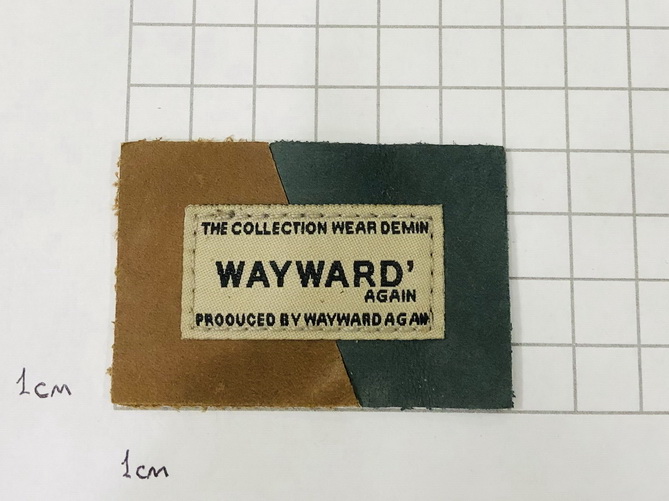 THE COLLECTION WEAR DEMIN
WAYWARD'
AGAIN
PROOUCED BY WAYWARD AGAIN
1cm
1cm